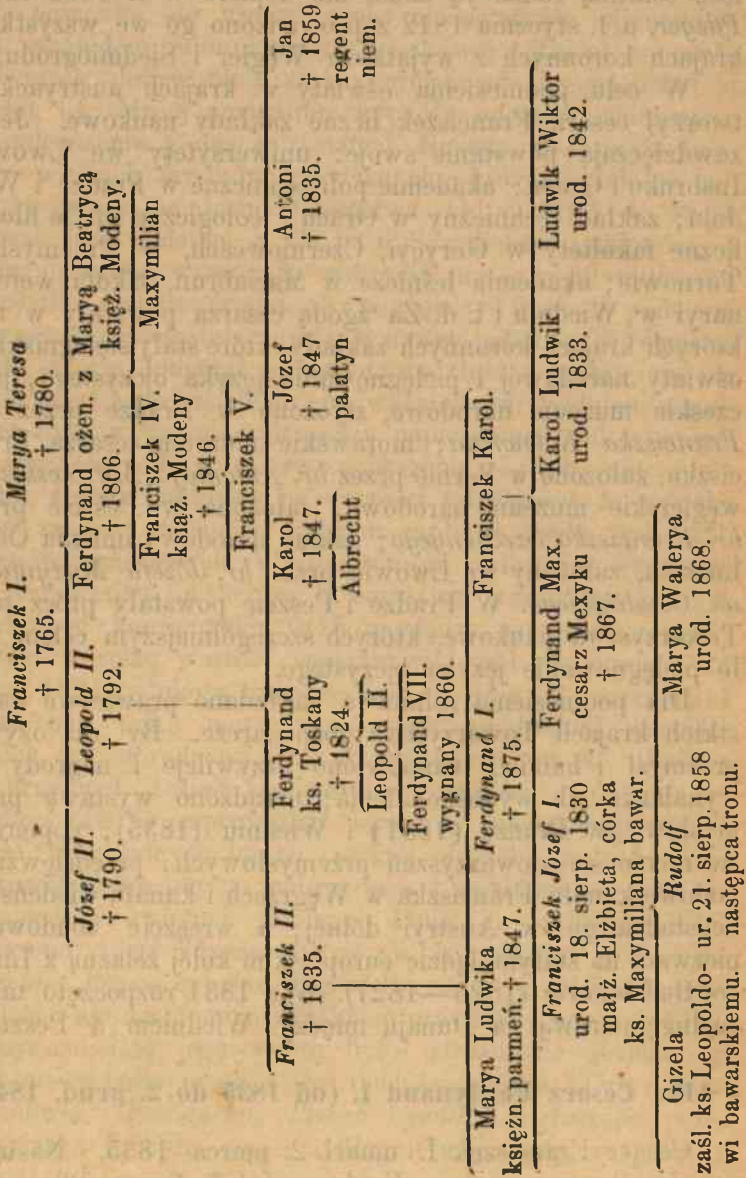 Franciszek I. Marya Teresa
† 1765. † 1780.
Józef II. Leopold II. Ferdynand ożen. z Maryą Beatrycą
† 1790. † 1792. † 1806. księż. Modeny.
Franciszek IV. Maxymilian
książ. Modeny
† 1846.
Franciszek V.
Franciszek II. Ferdynand Karol Józef Antoni Jan
† 1835. ks. Toskany † 1847. † 1847 † 1835. † 1859
† 1824. Albrecht palatyn regent
Leopold II. niem.
Ferdynand VII.
wygnany 1860.
Marya Ludwika Ferdynand I. Franciszek Karol.
księżn. parmeń. † 1847. † 1875.
Franciszek Józef I. Ferdynand Max. Karol Ludwik Ludwik Wiktor
urod. 18. sierp. 1830 cesarz Mexyku urod. 1833. urod. 1842.
małż. Elżbieta, córka † 1867.
ks. Maxymiliana bawar.
Gizela Rudolf Marya Walerya
zaśl. ks. Leopoldo- ur. 21. sierp. 1858 urod. 1868.
wi bawarskiemu. następca tronu.